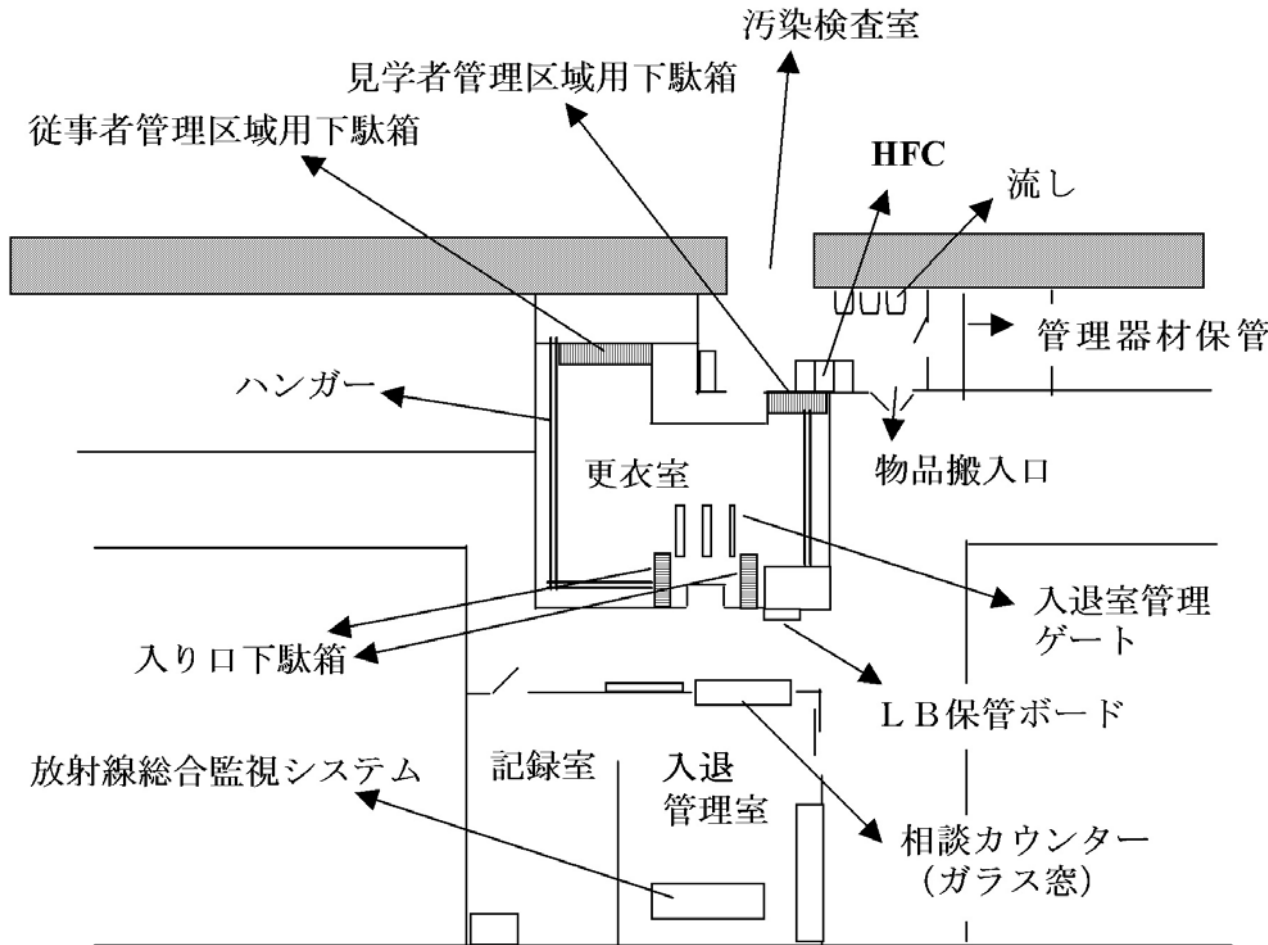 汚染検査室
見学者管理区域用下駄箱
従事者管理区域用下駄箱
HFC
流し
管理器材保管
ハンガー
更衣室
物品搬入口
入退室管理
ゲート
入り口下駄箱
ＬＢ保管ボード
放射線総合監視システム
記録室
入退
管理室
相談カウンター
（ガラス窓）